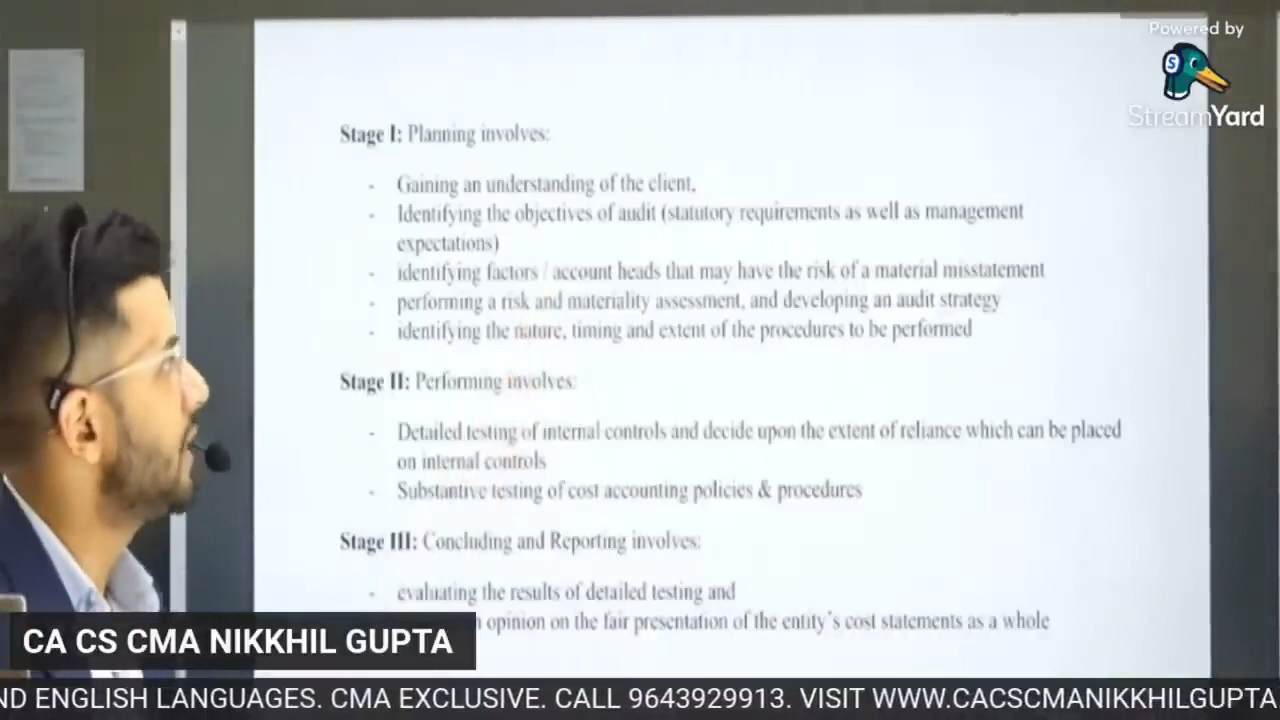 Powered by
StreamYard
Stage I: Planning involves:
- Gaining an understanding of the client,
- Identifying the objectives of audit (statutory requirements as well as management
expectations)
- identifying factors / account heads that may have the risk of a material misstatement
- performing a risk and materiality assessment, and developing an audit strategy
- identifying the nature, timing and extent of the procedures to be performed
Stage II: Performing involves:
- Detailed testing of internal controls and decide upon the extent of reliance which can be placed
on internal controls
- Substantive testing of cost accounting policies & procedures
Stage III: Concluding and Reporting involves:
- evaluating the results of detailed testing and
opinion on the fair presentation of the entity's cost statements as a whole
CA CS CMA NIKKHIL GUPTA
ND ENGLISH LANGUAGES. CMA EXCLUSIVE. CALL 9643929913. VISIT WWW.CACSCMANIKKHILGUPTA